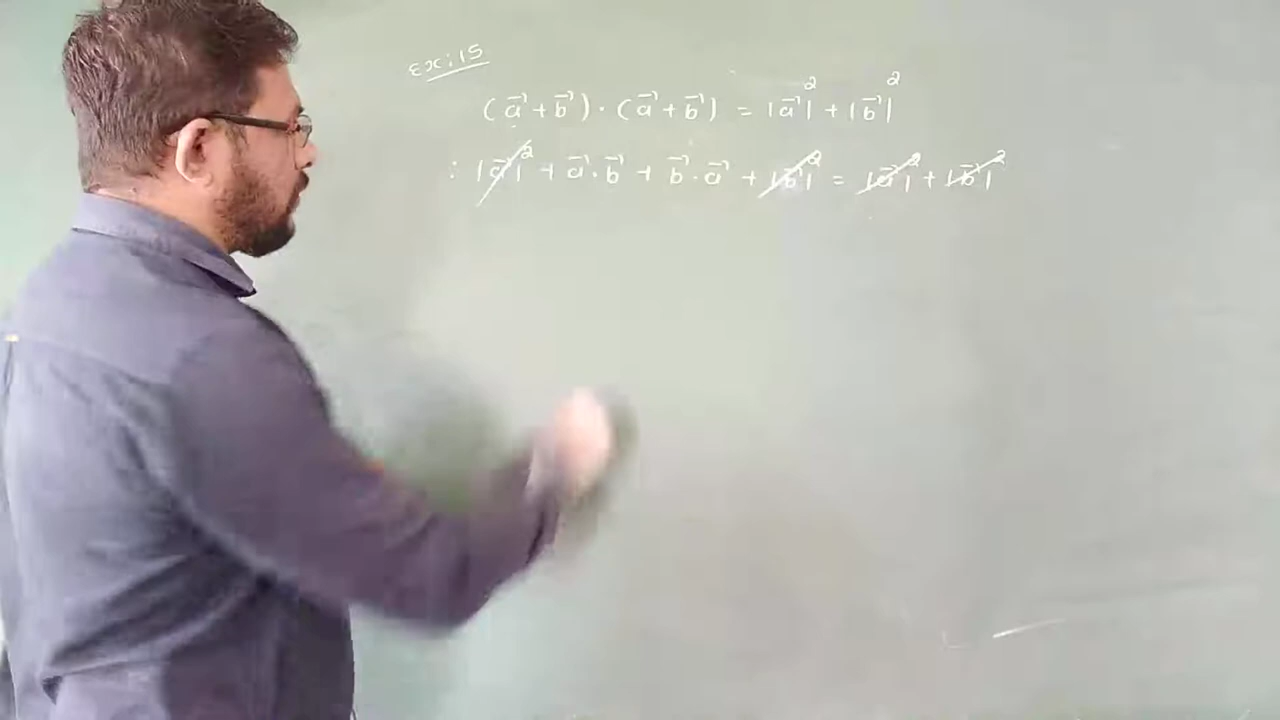 Ex:15
(a⃗ + b⃗) · (a⃗ + b⃗) = |a⃗|² + |b⃗|²
: |a⃗|² + a⃗ · b⃗ + b⃗ · a⃗ + |b⃗|² = |a⃗|² + |b⃗|²